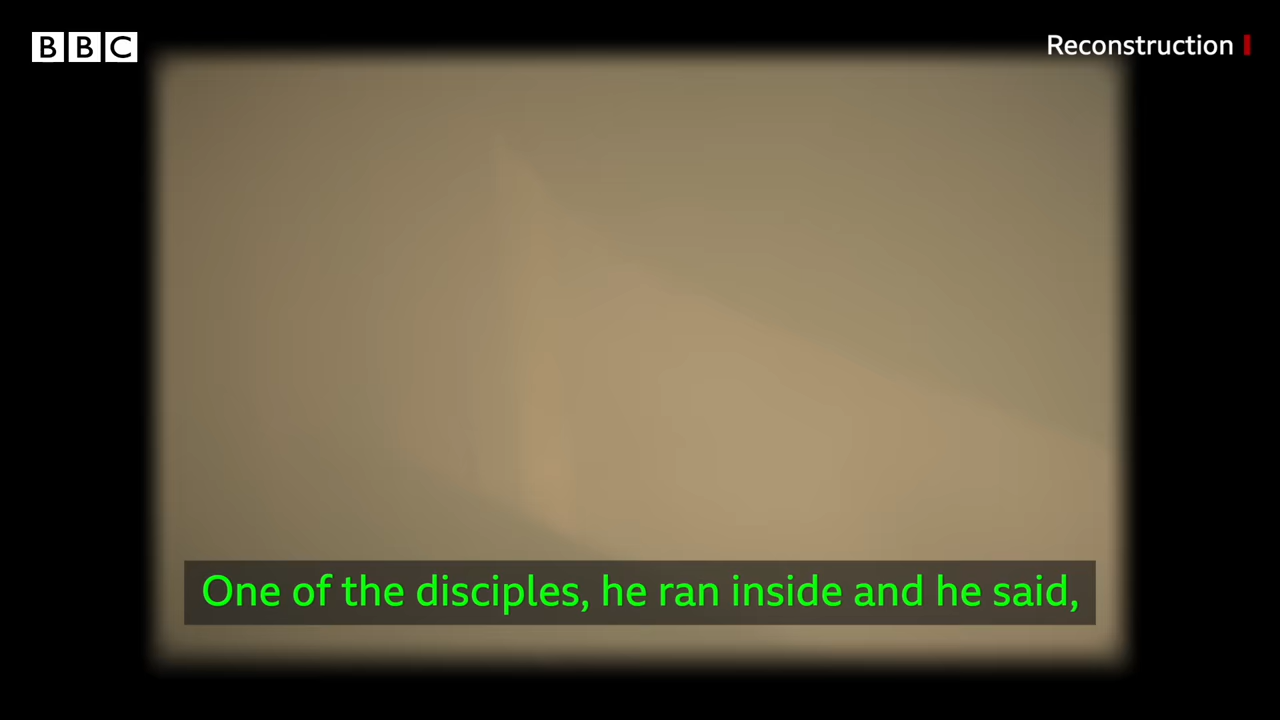 BBC
Reconstruction
One of the disciples, he ran inside and he said,